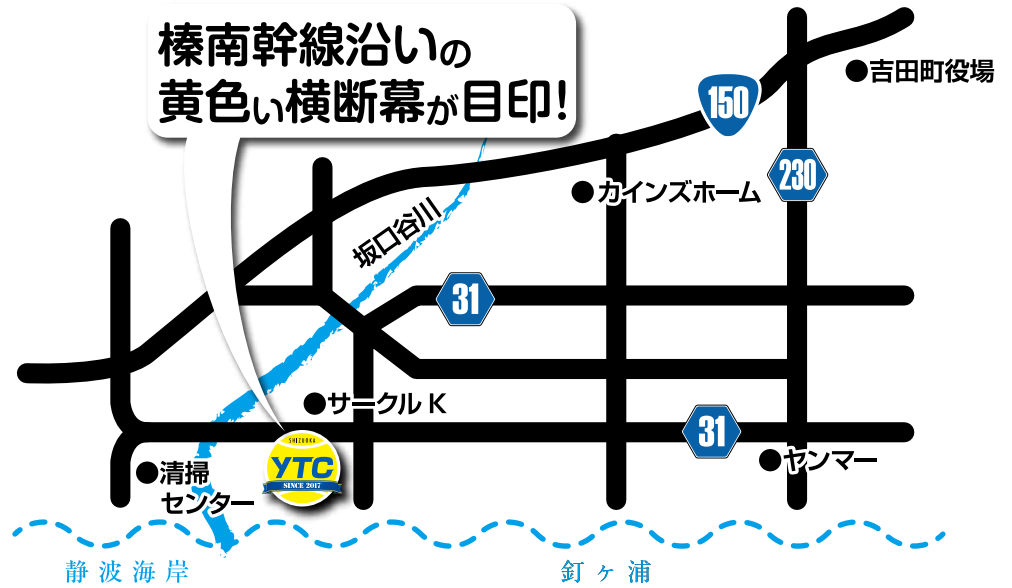 榛南幹線沿いの
黄色い横断幕が目印!
150
●吉田町役場
230
●カインズホーム
坂口谷川
31
●サークルK
31
●ヤンマー
SHIZUOKA
YTC
SINCE 2017
●清掃
センター
静波海岸
釘ヶ浦